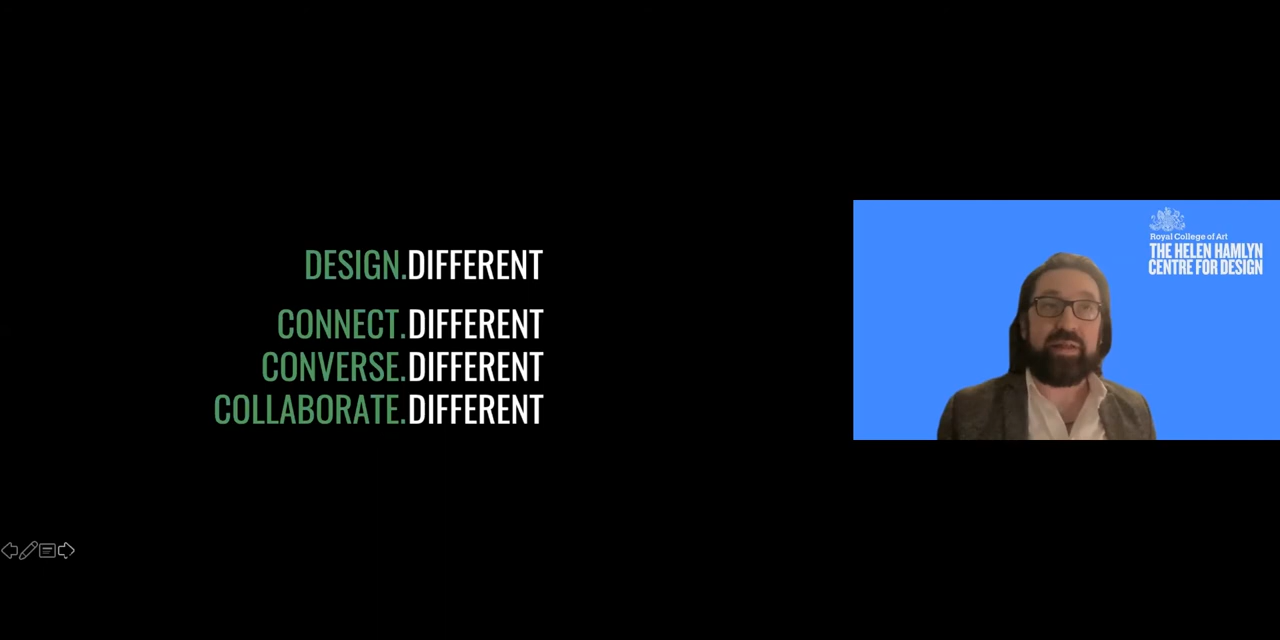 DESIGN.DIFFERENT
CONNECT.DIFFERENT
CONVERSE.DIFFERENT
COLLABORATE.DIFFERENT
Royal College of Art
THE HELEN HAMLYN
CENTRE FOR DESIGN